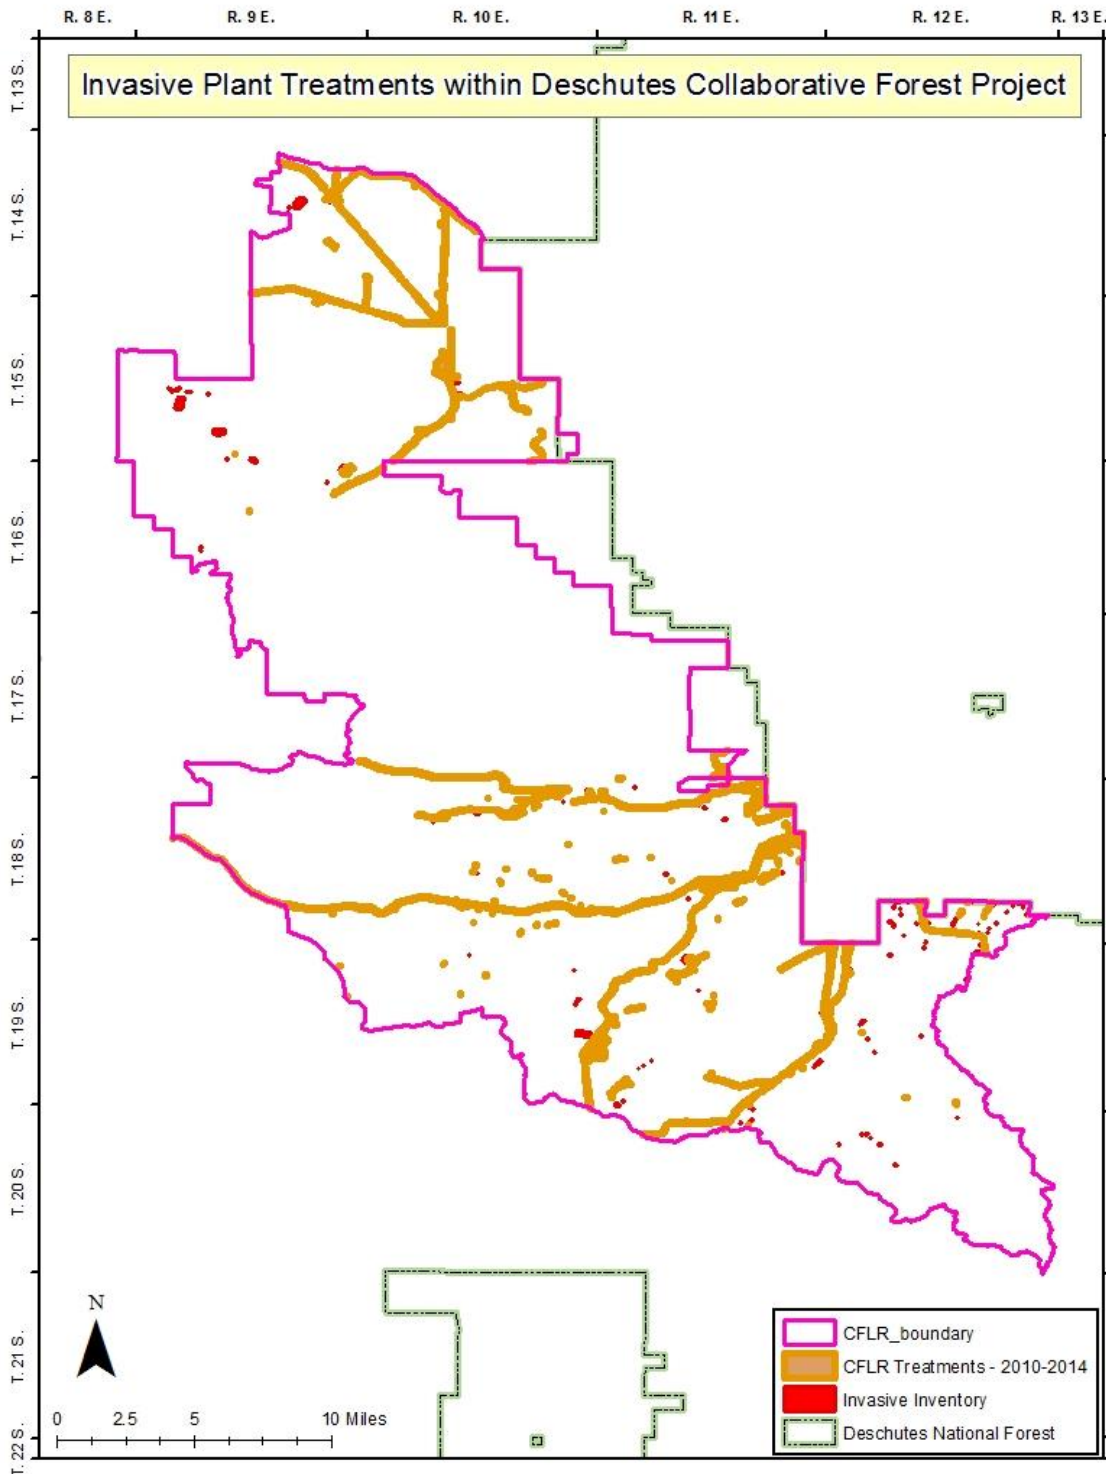 R. 8 E. R. 9 E. R. 10 E. R. 11 E. R. 12 E. R. 13 E.
Invasive Plant Treatments within Deschutes Collaborative Forest Project
T.13 S.
T.14 S.
T.15 S.
T.16 S.
T.17 S.
T.18 S.
T.19 S.
T.20 S.
T.21 S.
T.22 S.
N
0 2.5 5 10 Miles
CFLR_boundary
CFLR Treatments - 2010-2014
Invasive Inventory
Deschutes National Forest